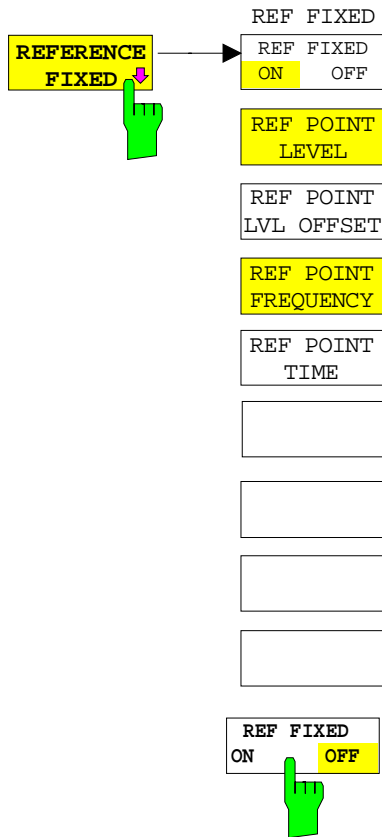 REF FIXED
REFERENCE
FIXED
REF FIXED
ON OFF
REF POINT
LEVEL
REF POINT
LVL OFFSET
REF POINT
FREQUENCY
REF POINT
TIME
REF FIXED
ON OFF